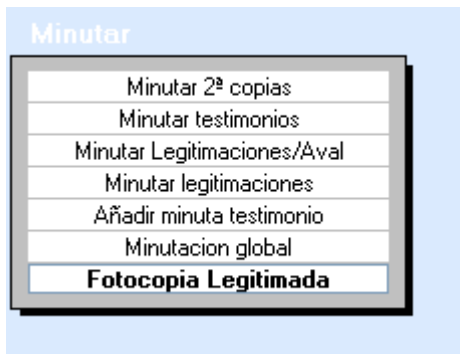 Minutar
Minutar 2ª copias
Minutar testimonios
Minutar Legitimaciones/Aval
Minutar legitimaciones
Añadir minuta testimonio
Minutacion global
Fotocopia Legitimada